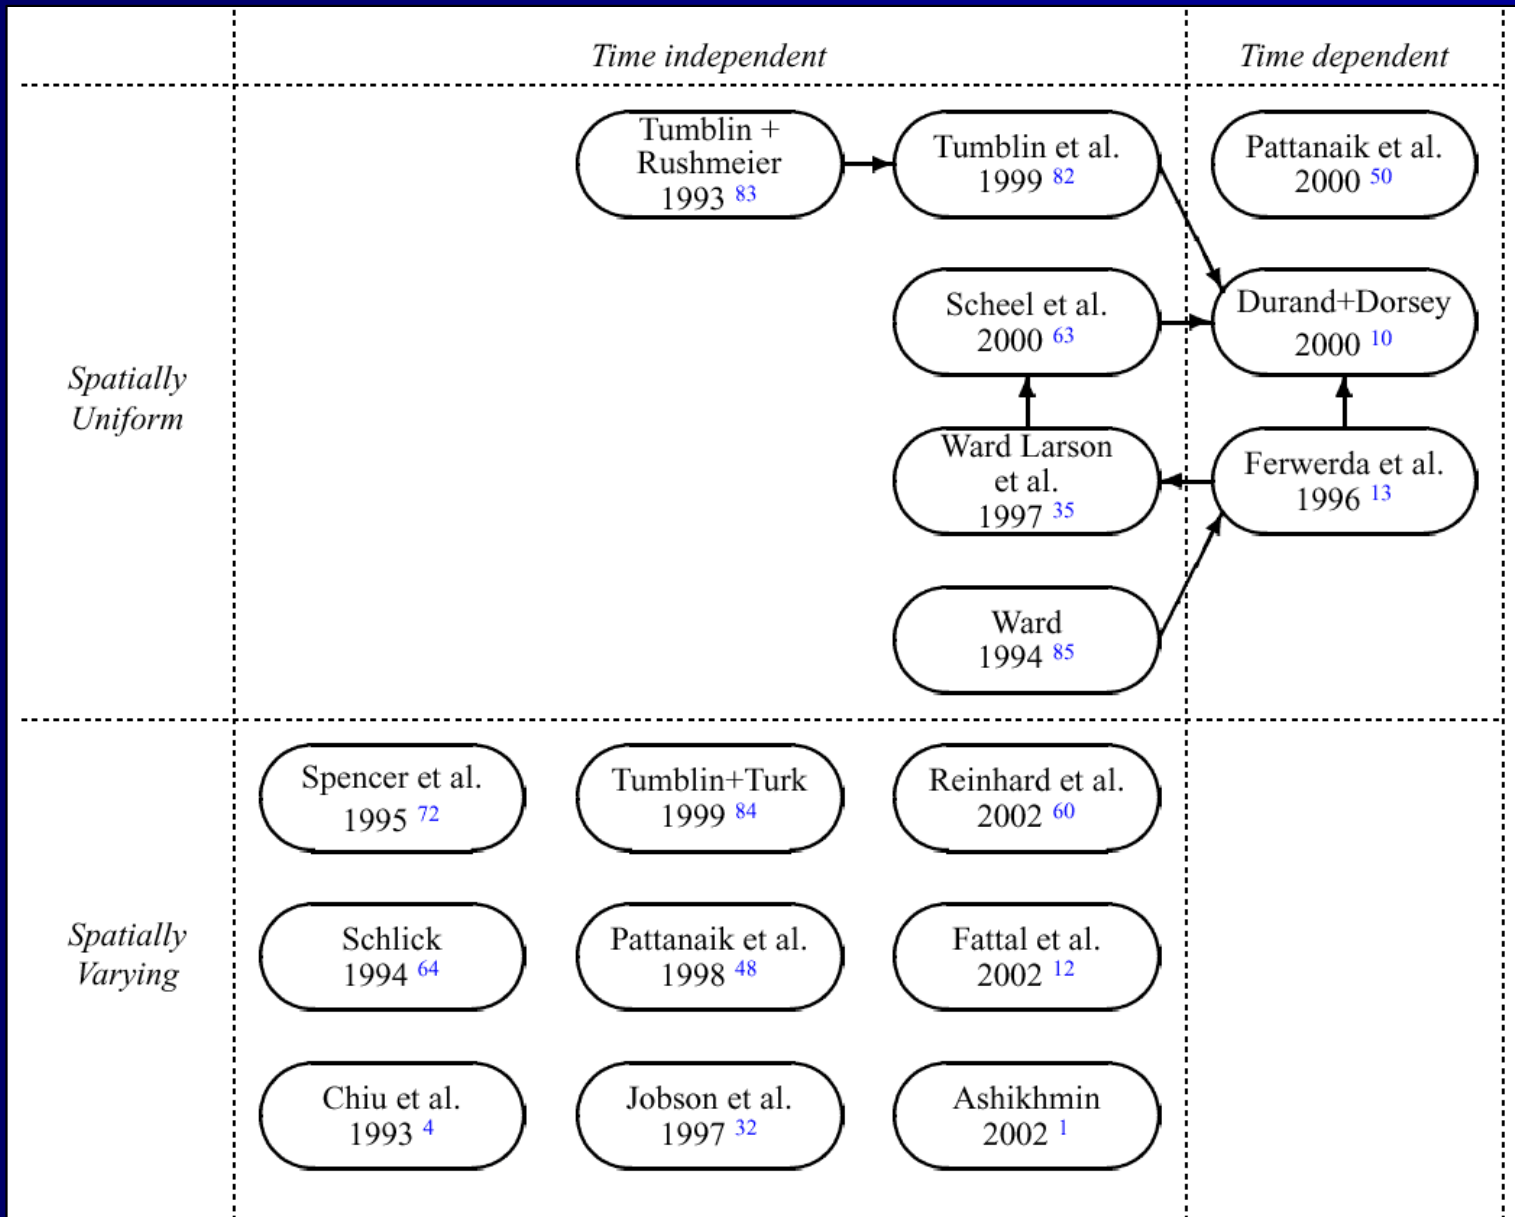 Time independent
Time dependent
Tumblin +
Rushmeier
1993 83
Tumblin et al.
1999 82
Pattanaik et al.
2000 50
Scheel et al.
2000 63
Durand+Dorsey
2000 10
Spatially
Uniform
Ward Larson
et al.
1997 35
Ferwerda et al.
1996 13
Ward
1994 85
Spencer et al.
1995 72
Tumblin+Turk
1999 84
Reinhard et al.
2002 60
Spatially
Varying
Schlick
1994 64
Pattanaik et al.
1998 48
Fattal et al.
2002 12
Chiu et al.
1993 4
Jobson et al.
1997 32
Ashikhmin
2002 1